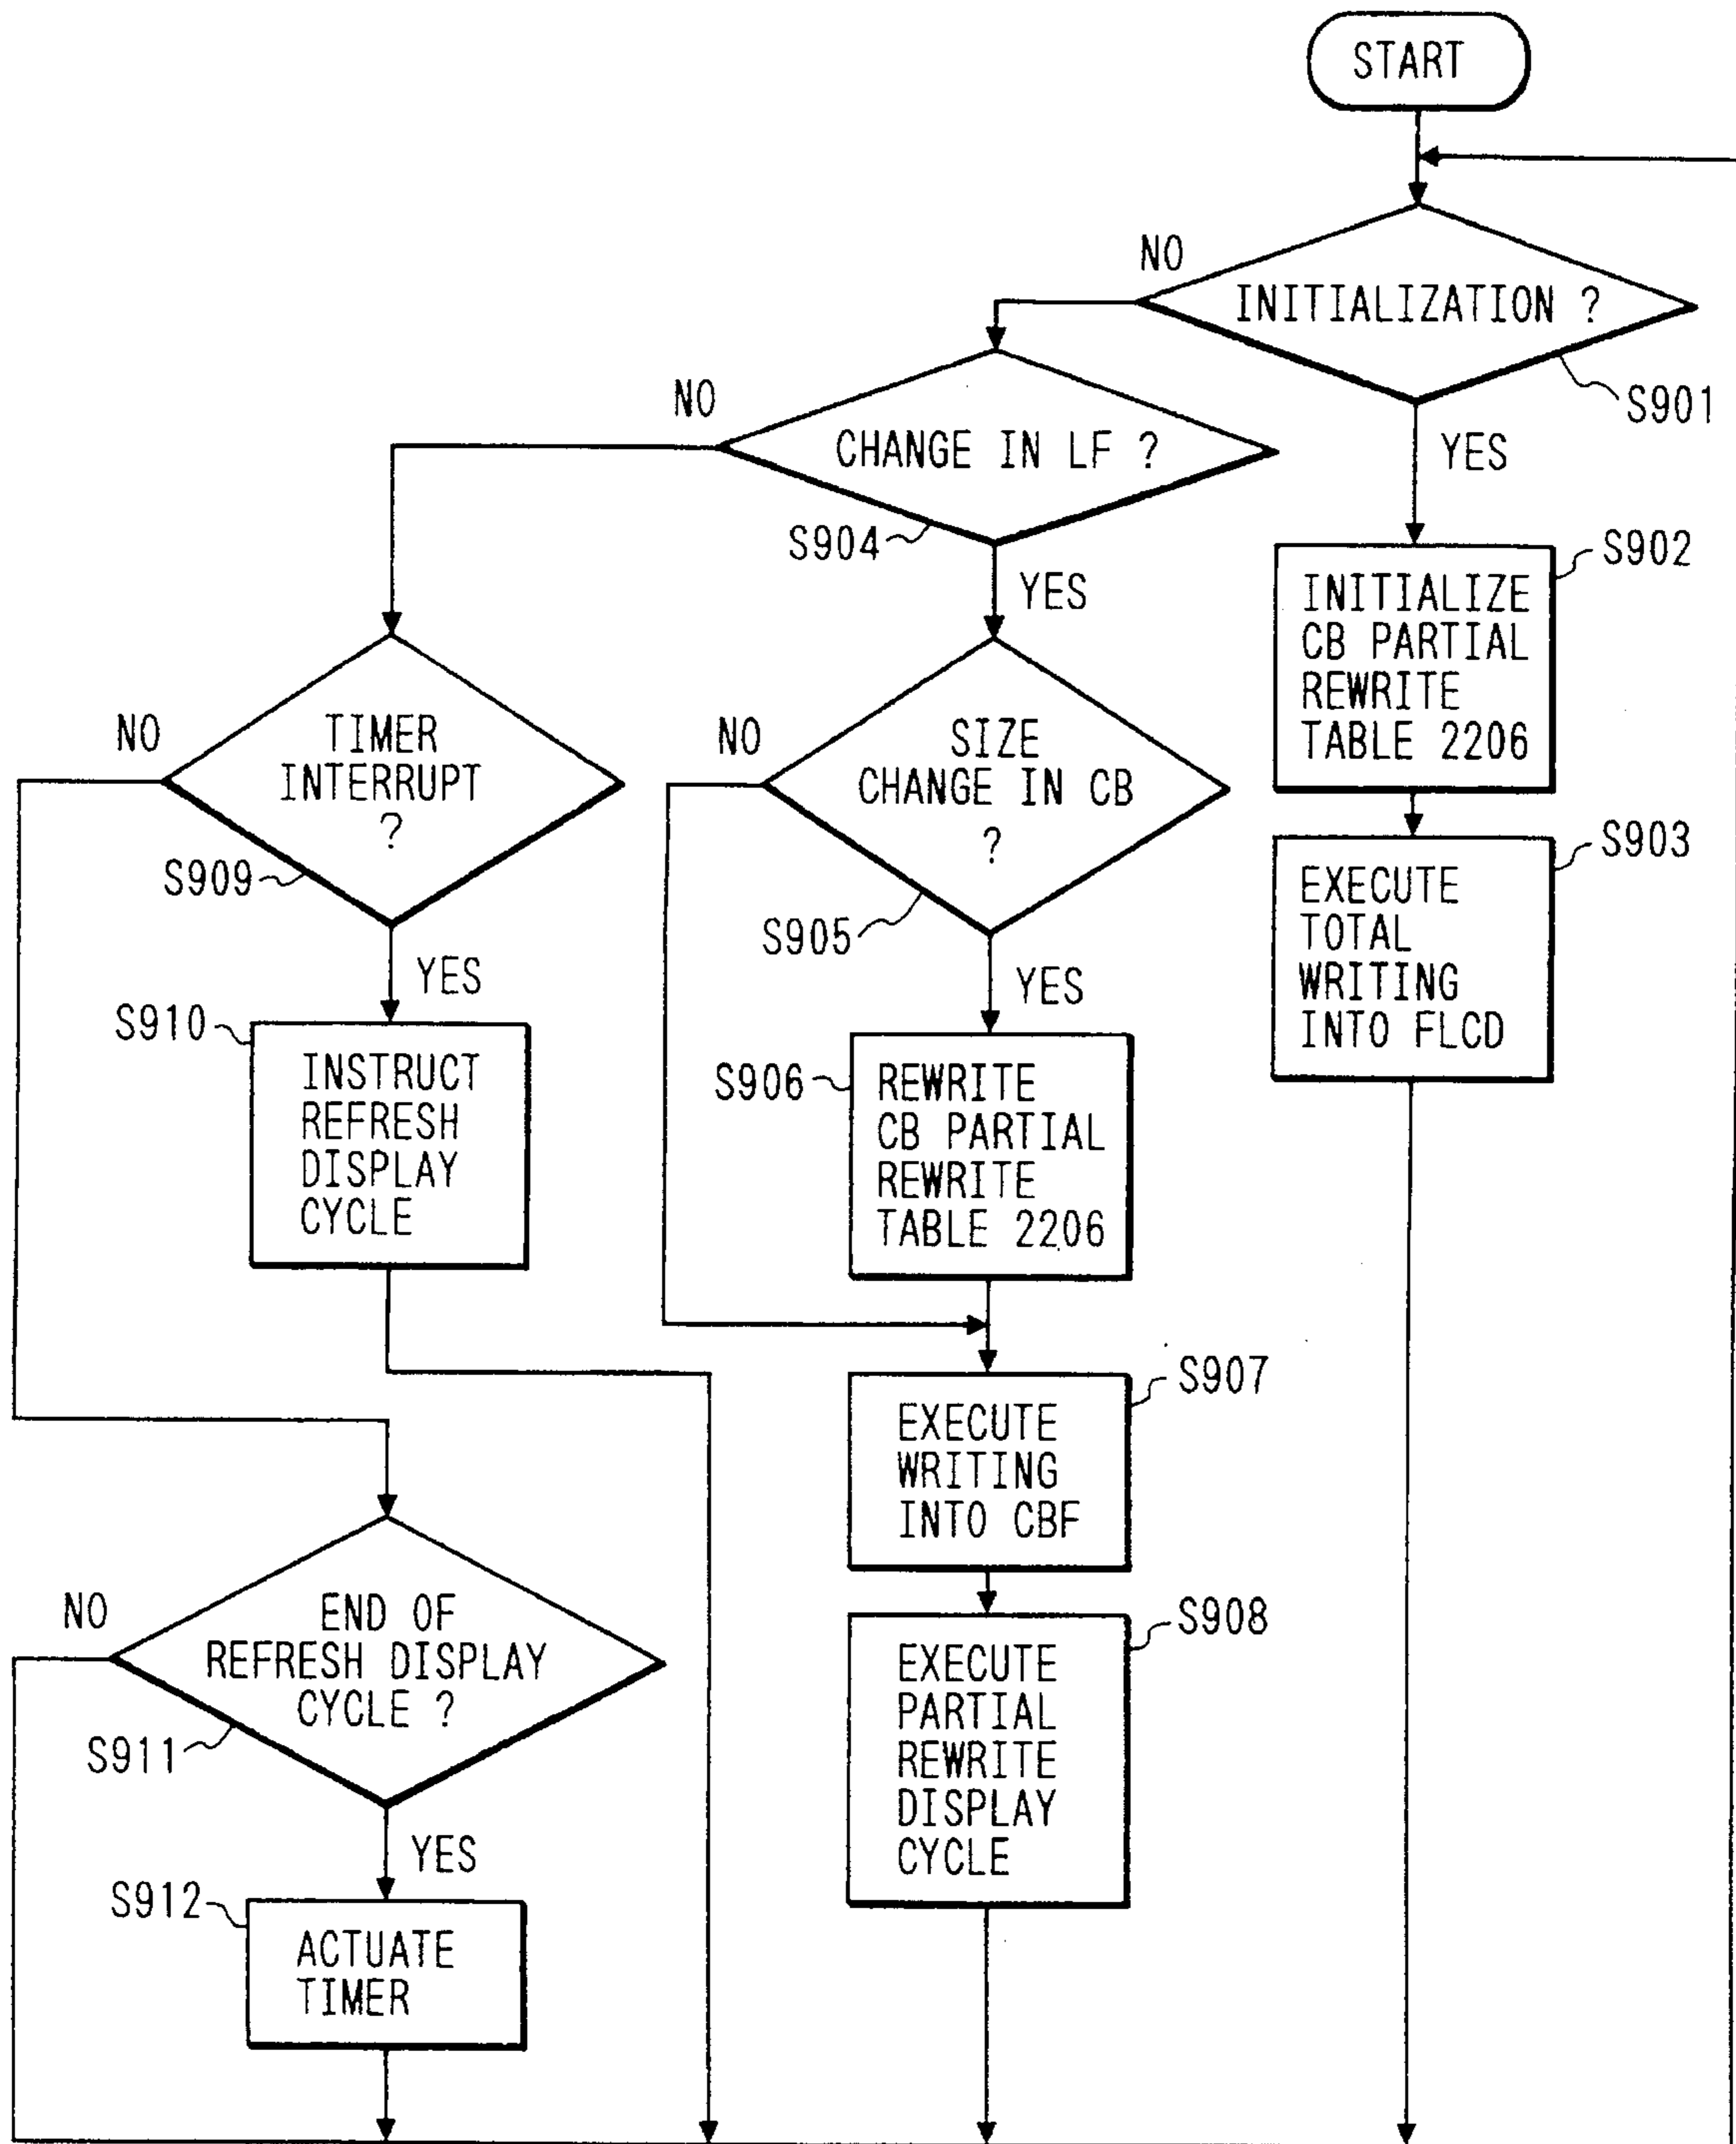 START
NO
INITIALIZATION ?
S901
YES
NO
CHANGE IN LF ?
S904
YES
S902
INITIALIZE
CB PARTIAL
REWRITE
TABLE 2206
S903
EXECUTE
TOTAL
WRITING
INTO FLCD
NO
SIZE
CHANGE IN CB
?
S905
YES
S906
REWRITE
CB PARTIAL
REWRITE
TABLE 2206
S907
EXECUTE
WRITING
INTO CBF
S908
EXECUTE
PARTIAL
REWRITE
DISPLAY
CYCLE
NO
TIMER
INTERRUPT
?
S909
YES
S910
INSTRUCT
REFRESH
DISPLAY
CYCLE
NO
END OF
REFRESH DISPLAY
CYCLE ?
S911
YES
S912
ACTUATE
TIMER